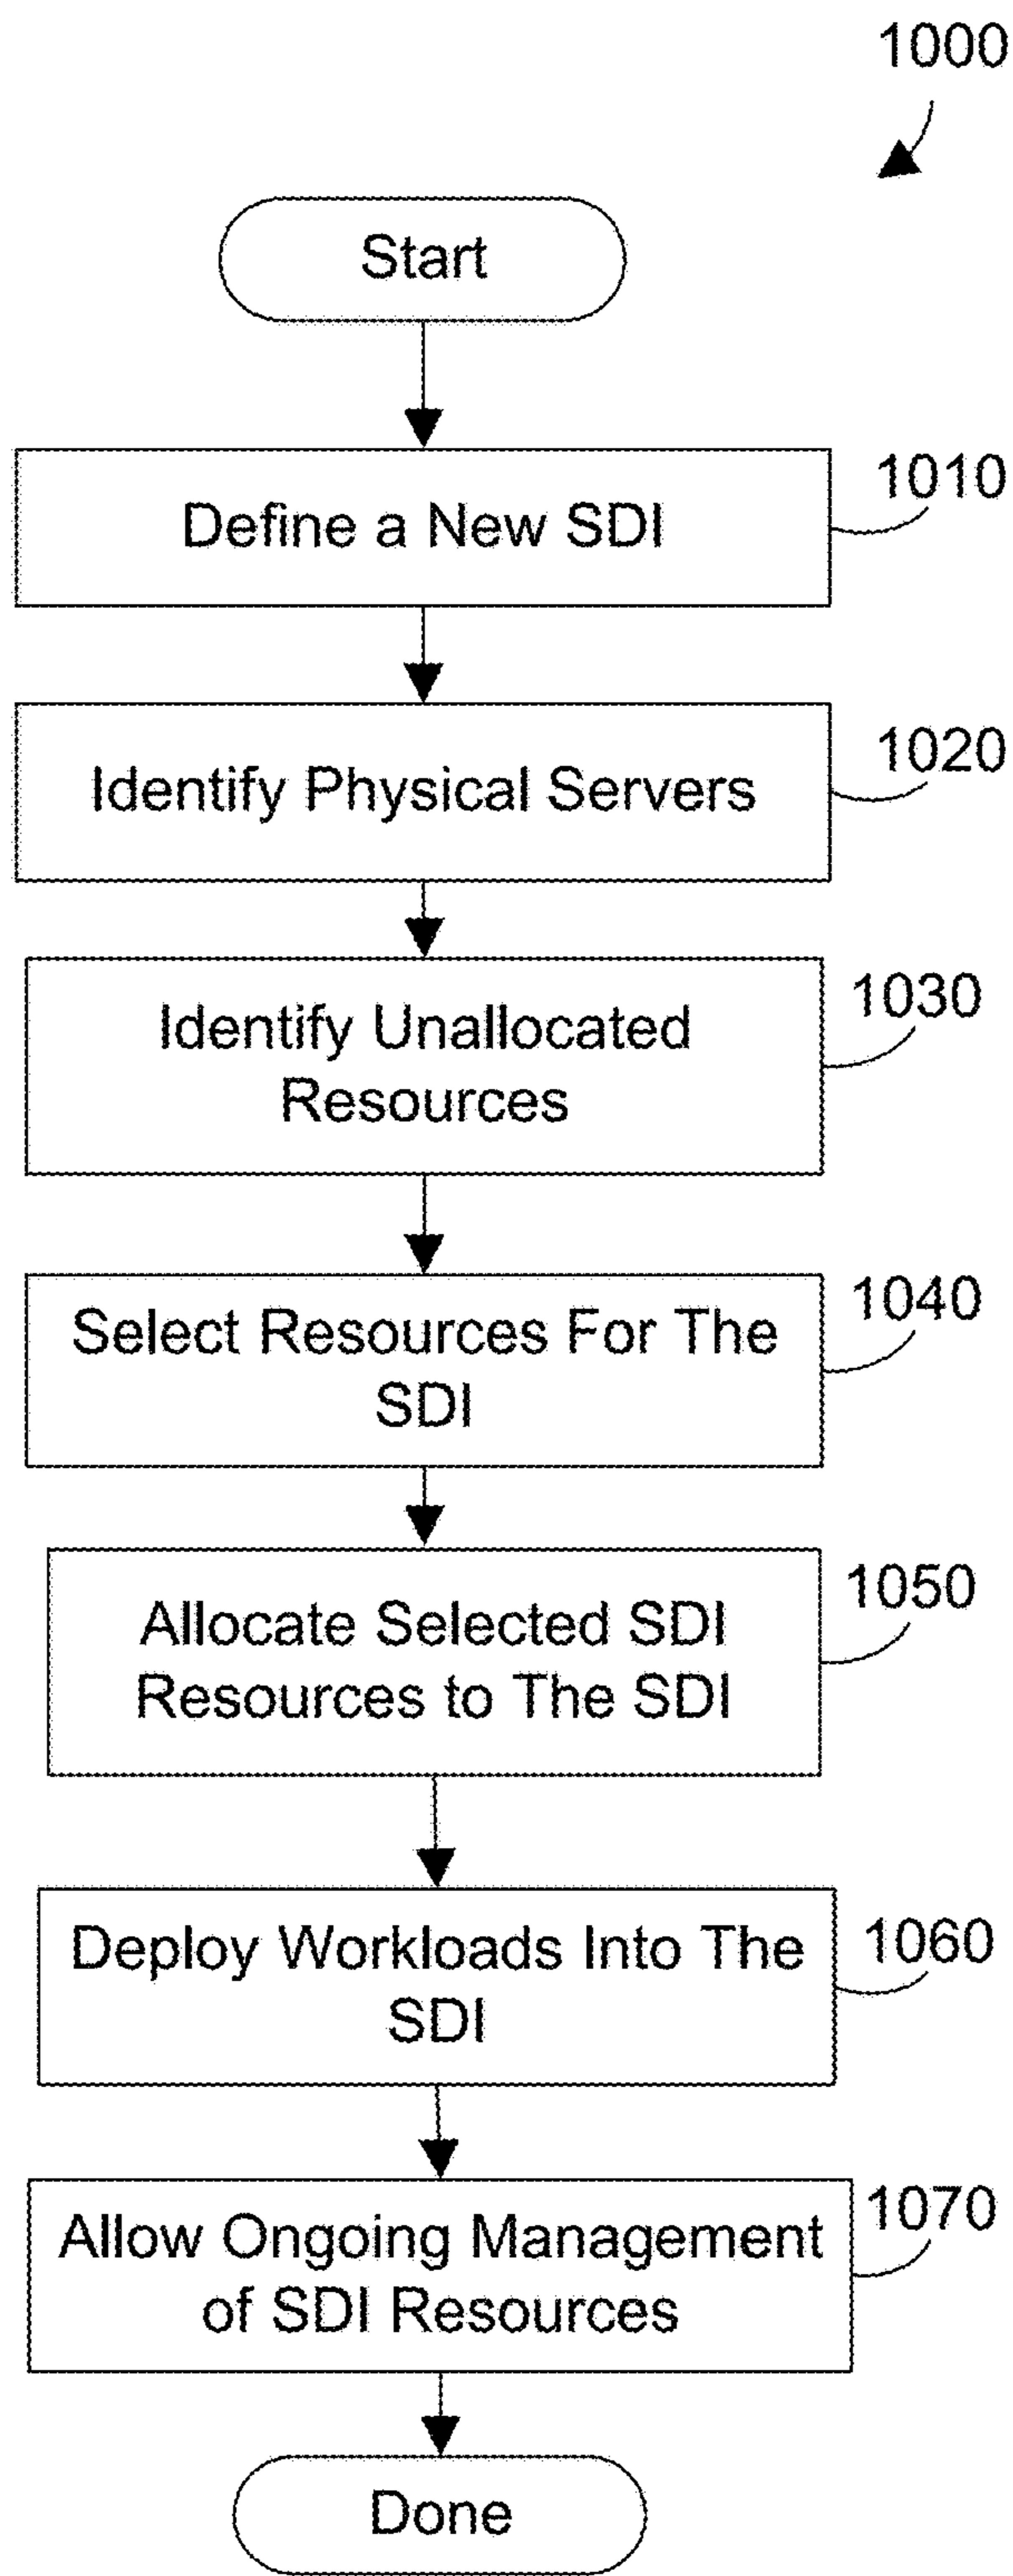 1000
Start
1010
Define a New SDI
1020
Identify Physical Servers
1030
Identify Unallocated
Resources
1040
Select Resources For The
SDI
1050
Allocate Selected SDI
Resources to The SDI
1060
Deploy Workloads Into The
SDI
1070
Allow Ongoing Management
of SDI Resources
Done